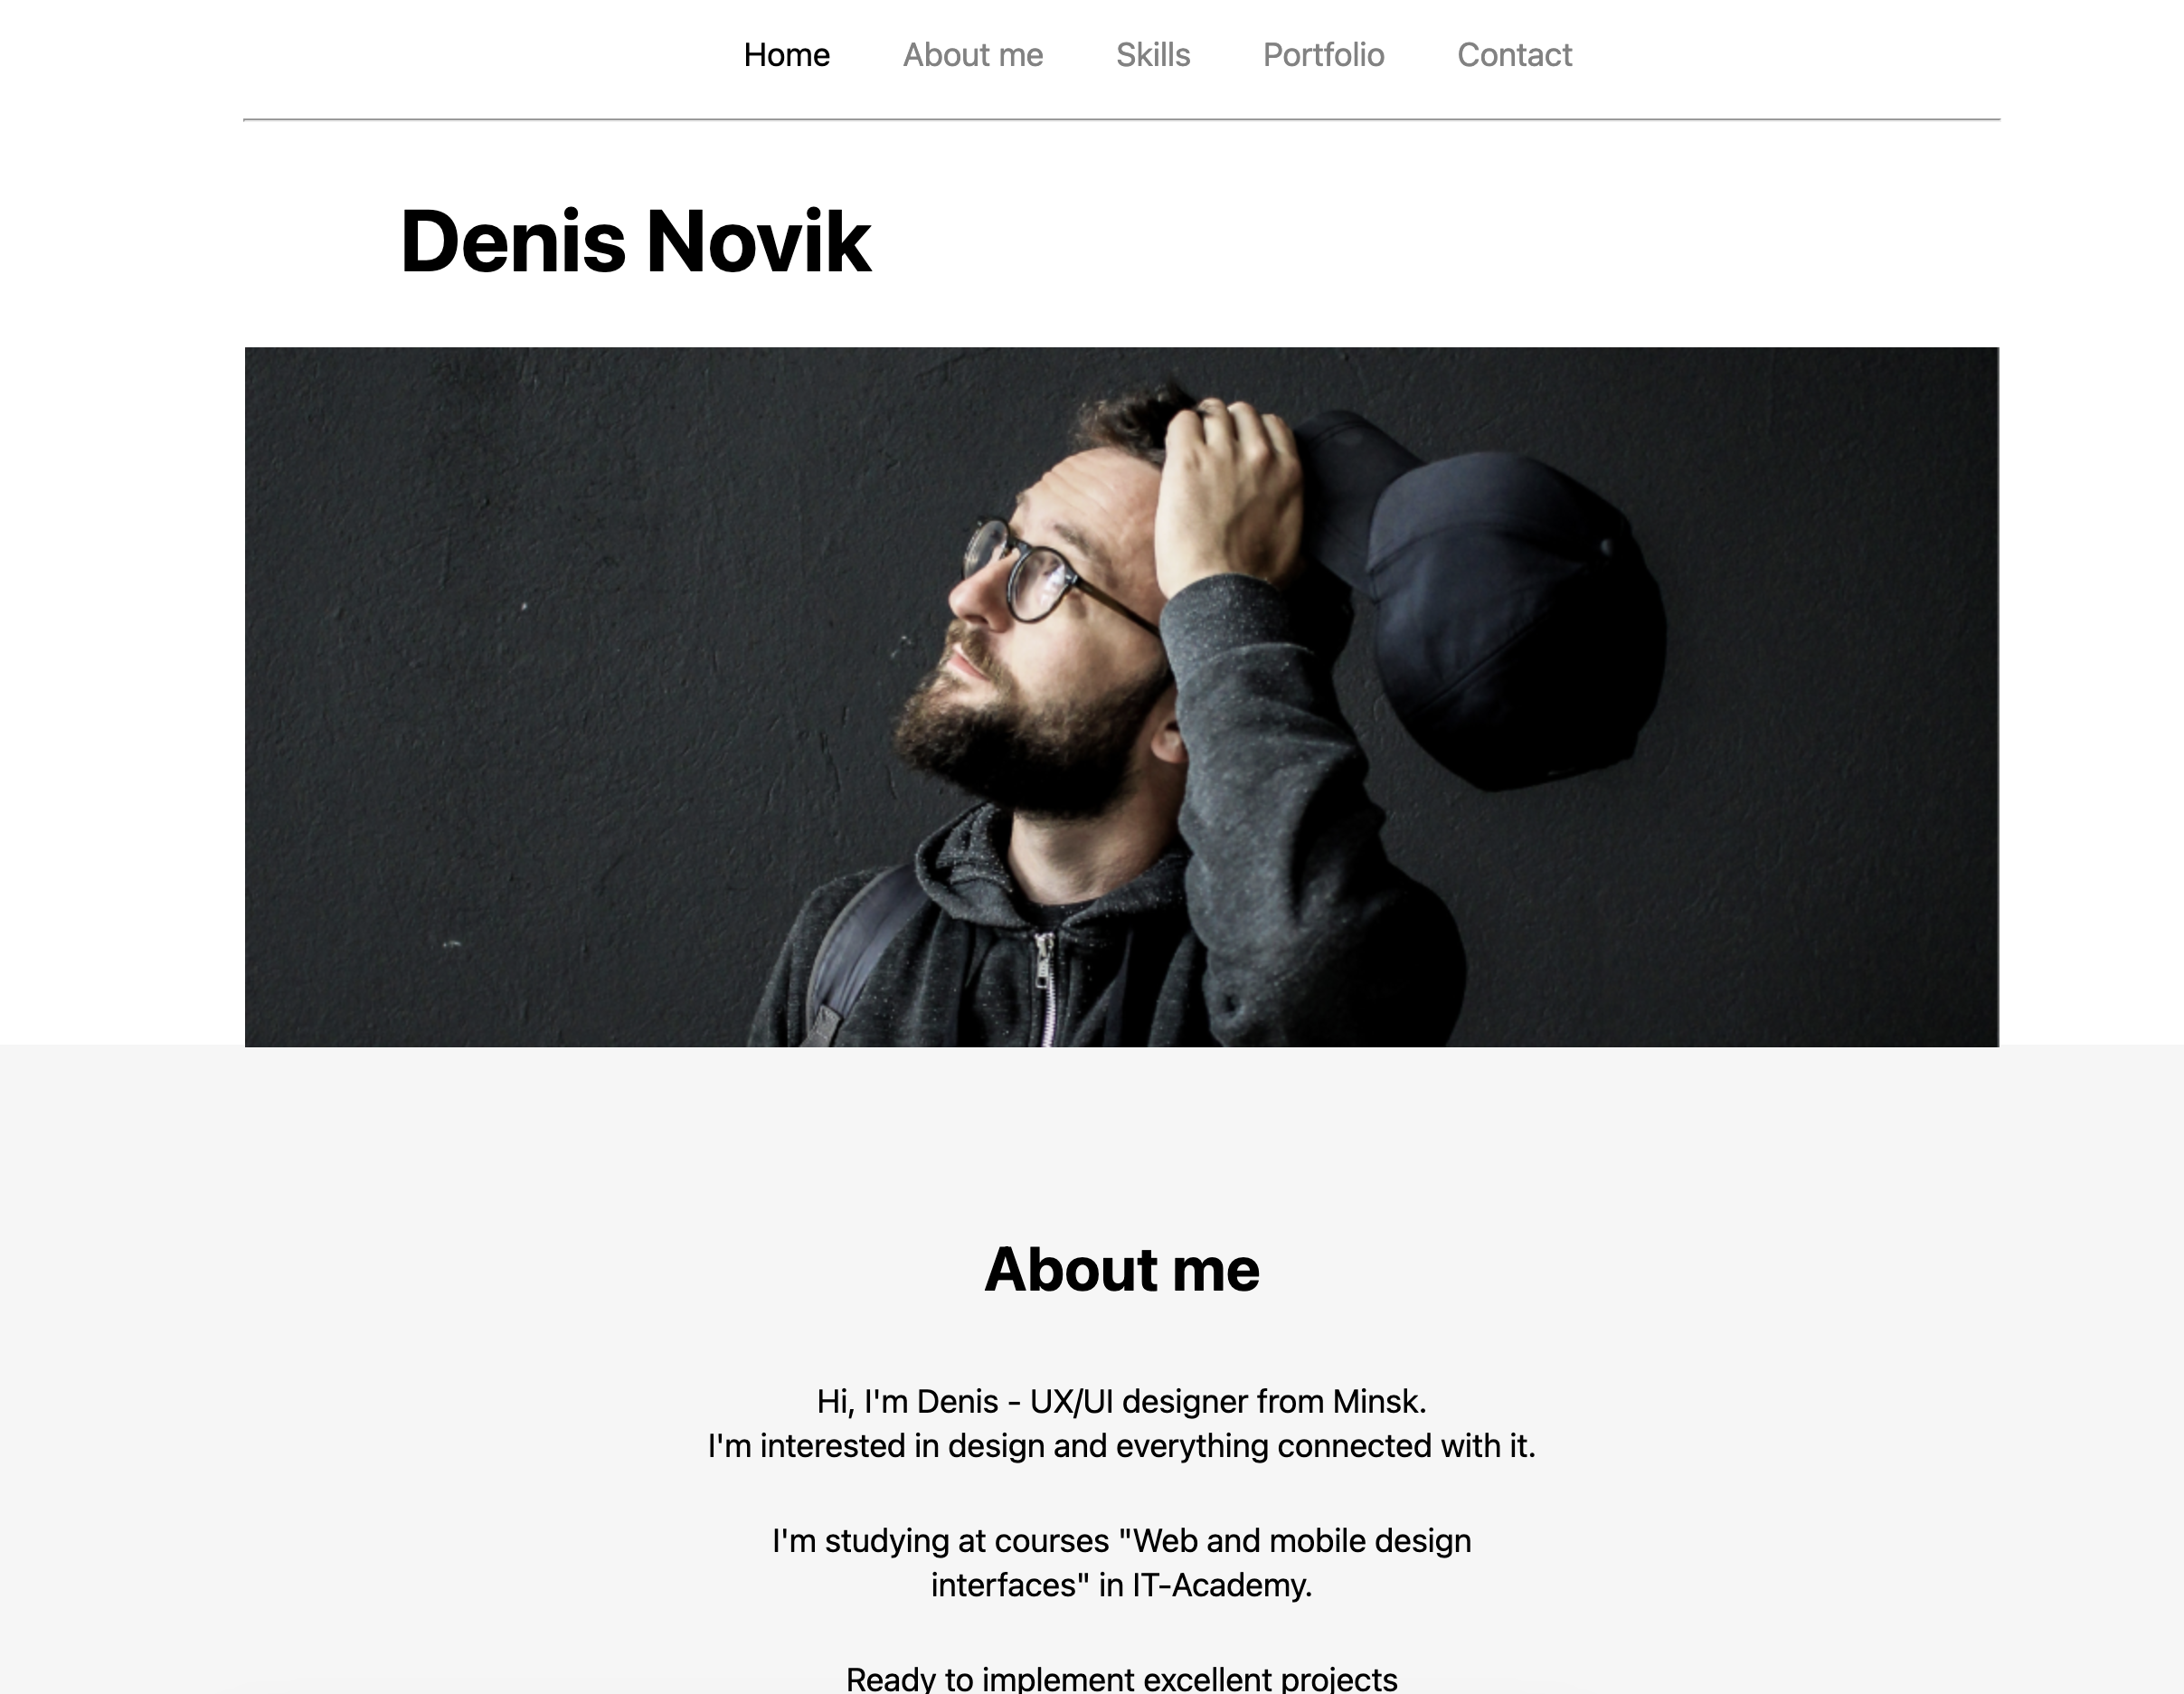 Home About me Skills Portfolio Contact
Denis Novik
About me
Hi, I'm Denis - UX/UI designer from Minsk.
I'm interested in design and everything connected with it.
I'm studying at courses "Web and mobile design
interfaces" in IT-Academy.
Ready to implement excellent projects